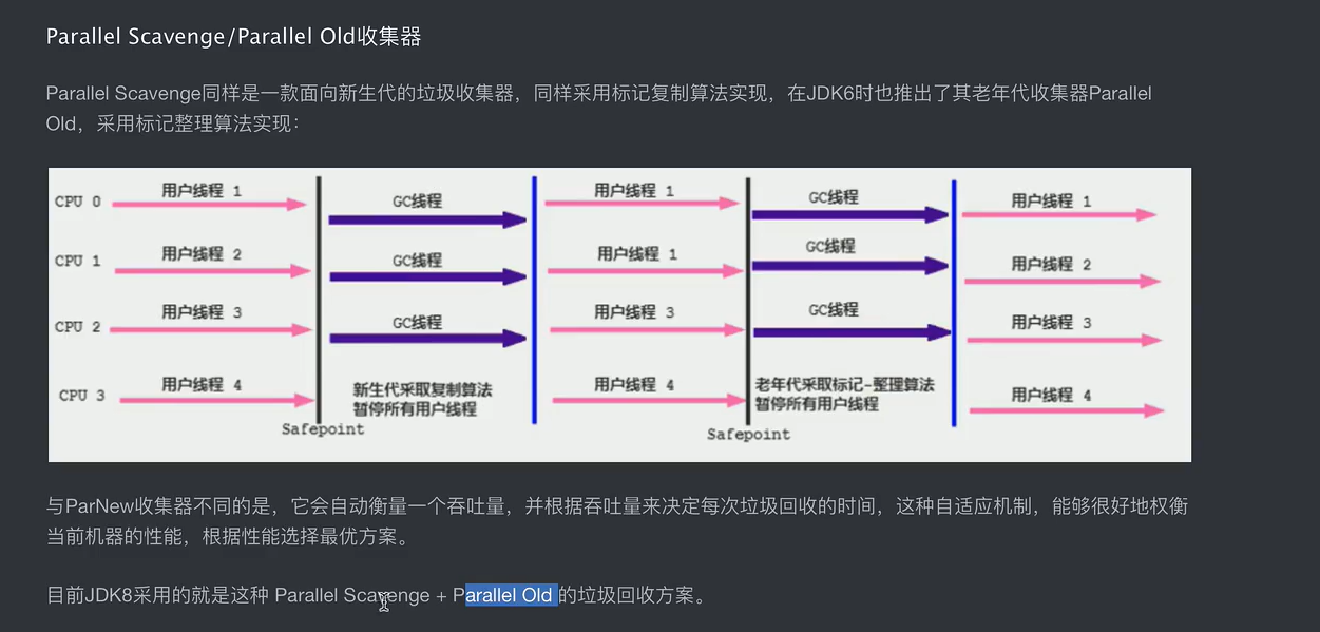 Parallel Scavenge/Parallel Old收集器
Parallel Scavenge同样是一款面向新生代的垃圾收集器，同样采用标记复制算法实现，在JDK6时也推出了其老年代收集器Parallel
Old，采用标记整理算法实现：
CPU 0 用户线程 1 GC线程 用户线程 1 GC线程 用户线程 1
CPU 1 用户线程 2 GC线程 用户线程 1 GC线程 用户线程 2
CPU 2 用户线程 3 GC线程 用户线程 3 GC线程 用户线程 3
CPU 3 用户线程 4 新生代采取复制算法 用户线程 4 老年代采取标记-整理算法 用户线程 4
暂停所有用户线程 暂停所有用户线程
Safepoint Safepoint
与ParNew收集器不同的是，它会自动衡量一个吞吐量，并根据吞吐量来决定每次垃圾回收的时间，这种自适应机制，能够很好地权衡
当前机器的性能，根据性能选择最优方案。
目前JDK8采用的就是这种 Parallel Scavenge + Parallel Old 的垃圾回收方案。